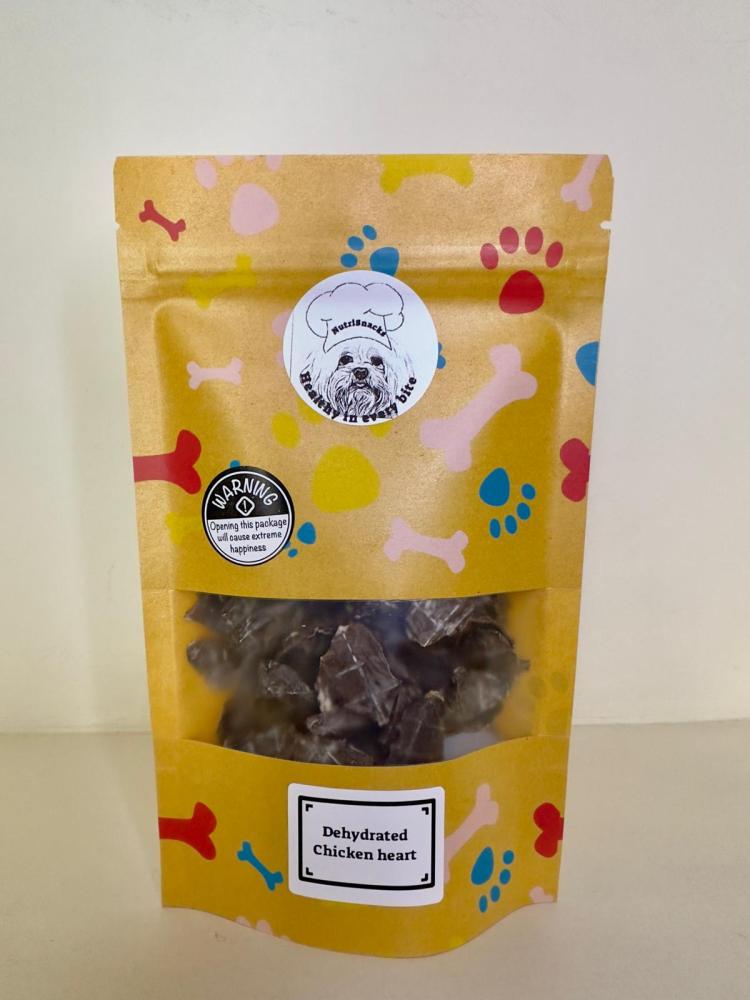 NutriSnacks
Healthy in every bite
WARNING
!
Opening this package
will cause extreme
happiness
Dehydrated
Chicken heart